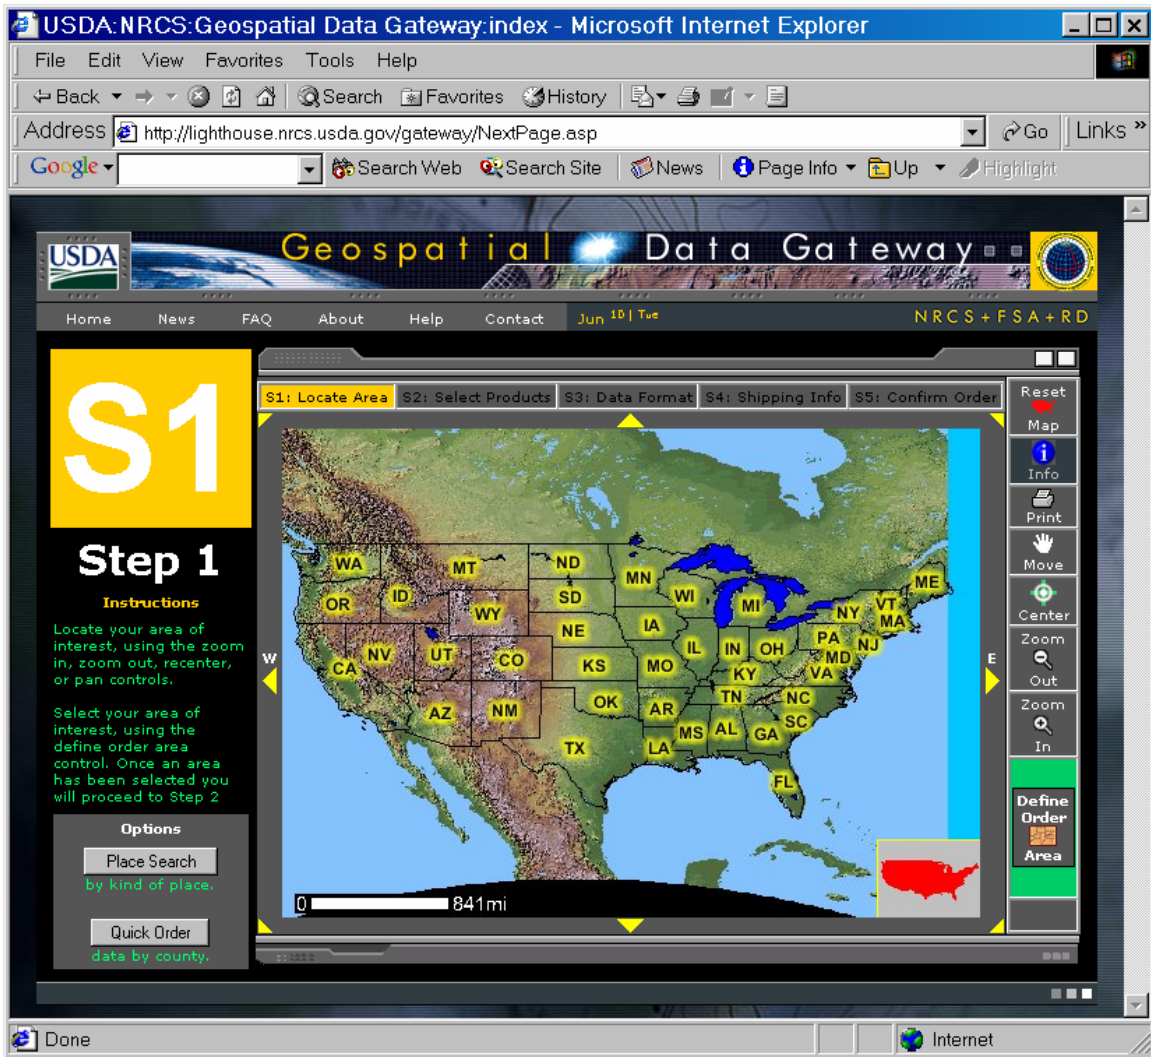 USDA:NRCS:Geospatial Data Gateway:index - Microsoft Internet Explorer
File Edit View Favorites Tools Help
Back Search Favorites History
Address http://lighthouse.nrcs.usda.gov/gateway/NextPage.asp Go Links »
Google Search Web Search Site News Page Info Up Highlight
USDA Geospatial Data Gateway
Home News FAQ About Help Contact Jun 10 | Tue NRCS+FSA+RD
S1
Step 1
Instructions
Locate your area of
interest, using the zoom
in, zoom out, recenter,
or pan controls.
Select your area of
interest, using the
define order area
control. Once an area
has been selected you
will proceed to Step 2
Options
Place Search
by kind of place.
Quick Order
data by county.
S1: Locate Area S2: Select Products S3: Data Format S4: Shipping Info S5: Confirm Order
W
E
WA MT ND MN ME
OR ID WY SD WI MI NY VT MA
NE IA PA NJ
CA NV UT CO KS MO IL IN OH MD VA KY
AZ NM OK AR TN NC SC
TX LA MS AL GA
FL
0 841mi
Reset
Map
Info
Print
Move
Center
Zoom
Out
Zoom
In
Define
Order
Area
Done Internet